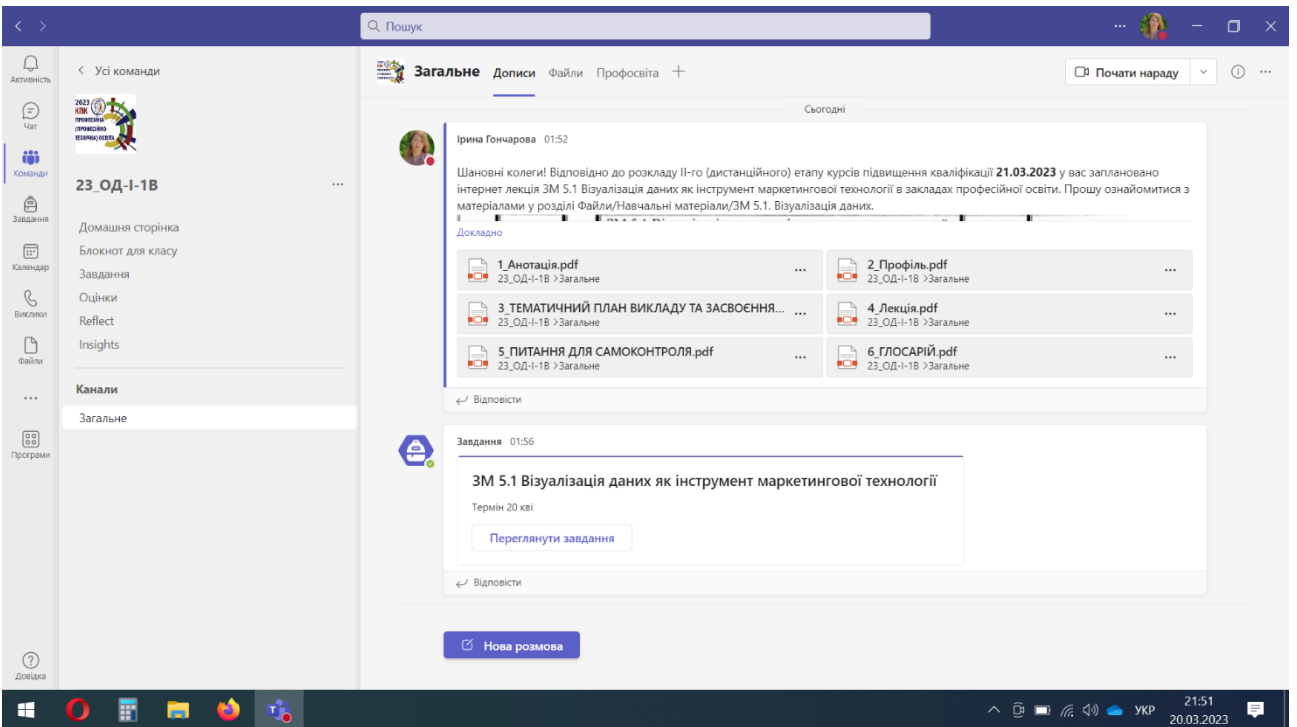 Пошук
Активність
Чат
Команди
Завдання
Календар
Виклики
Файли
Програми
Довідка
Усі команди
2023
КПК
ПРОФЕСІЙНА
(ПРОФЕСІЙНО
ТЕХНІЧНА) ОСВІТА
23_ОД-І-1В
Домашня сторінка
Блокнот для класу
Завдання
Оцінки
Reflect
Insights
Канали
Загальне
Загальне Дописи Файли Профосвіта
Почати нараду
Сьогодні
Ірина Гончарова 01:52
Шановні колеги! Відповідно до розкладу ІІ-го (дистанційного) етапу курсів підвищення кваліфікації 21.03.2023 у вас заплановано
інтернет лекція ЗМ 5.1 Візуалізація даних як інструмент маркетингової технології в закладах професійної освіти. Прошу ознайомитися з
матеріалами у розділі Файли/Навчальні матеріали/ЗМ 5.1. Візуалізація даних.
Докладно
1_Анотація.pdf
23_ОД-І-1В >Загальне
2_Профіль.pdf
23_ОД-І-1В >Загальне
3_ТЕМАТИЧНИЙ ПЛАН ВИКЛАДУ ТА ЗАСВОЄННЯ...
23_ОД-І-1В >Загальне
4_Лекція.pdf
23_ОД-І-1В >Загальне
5_ПИТАННЯ ДЛЯ САМОКОНТРОЛЯ.pdf
23_ОД-І-1В >Загальне
6_ГЛОСАРІЙ.pdf
23_ОД-І-1В >Загальне
Відповісти
Завдання 01:56
ЗМ 5.1 Візуалізація даних як інструмент маркетингової технології
Термін 20 кві
Переглянути завдання
Відповісти
Нова розмова
УКР
21:51
20.03.2023